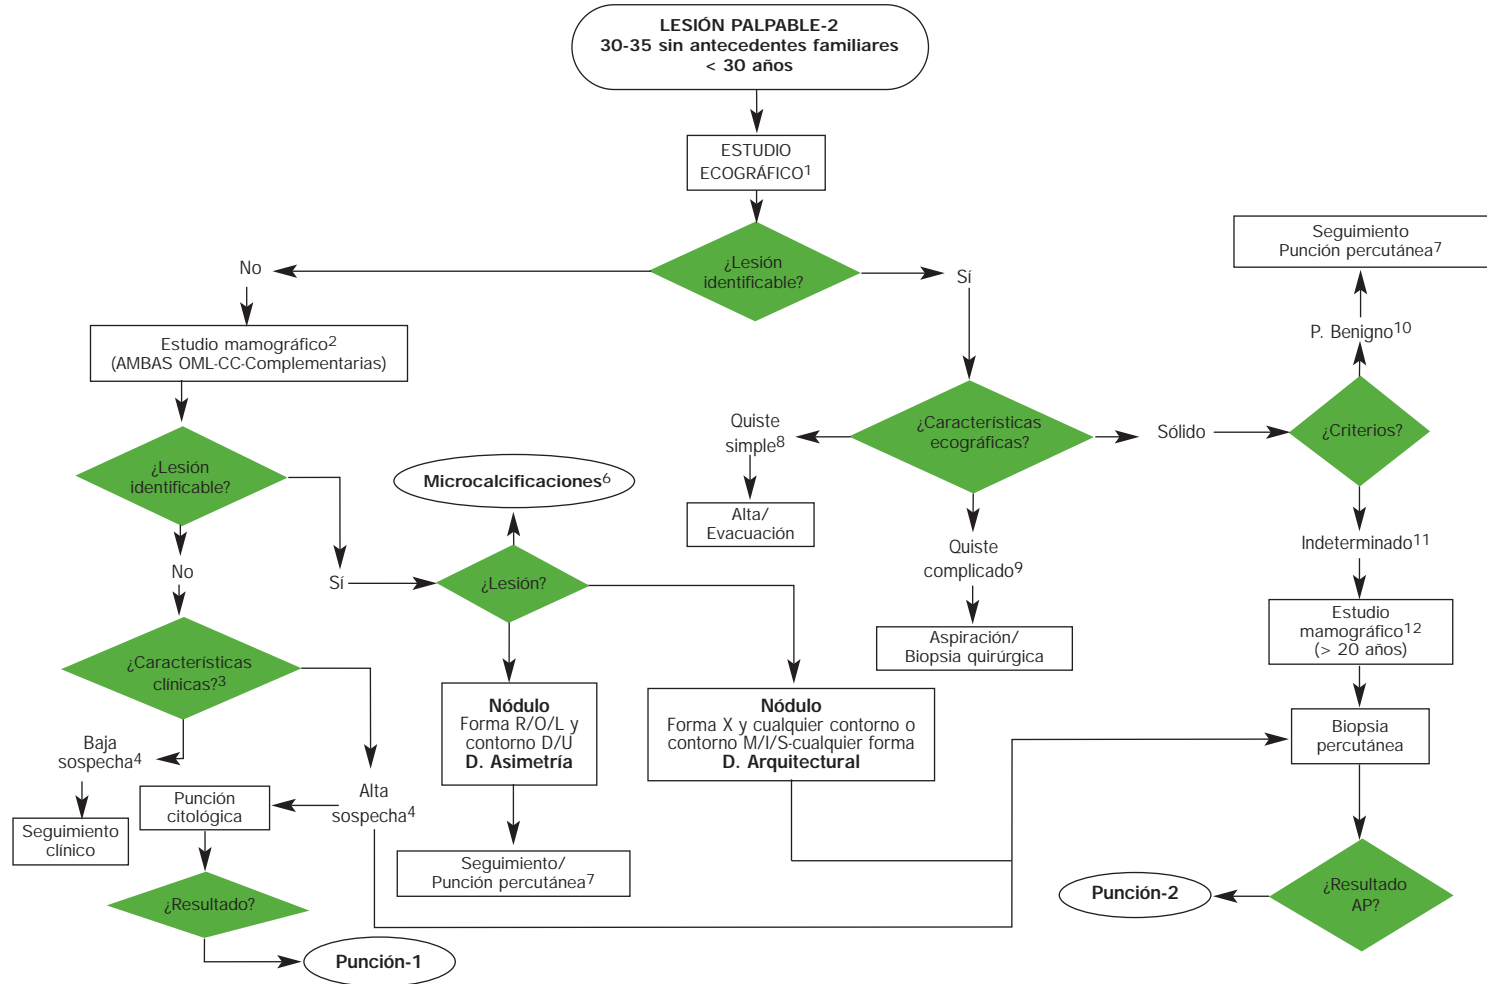 LESIÓN PALPABLE-2
30-35 sin antecedentes familiares
< 30 años
ESTUDIO
ECOGRÁFICO1
¿Lesión
identificable?
No
Sí
Estudio mamográfico2
(AMBAS OML-CC-Complementarias)
¿Lesión
identificable?
No
Sí
¿Características
clínicas?3
Baja
sospecha4
Seguimiento
clínico
Alta
sospecha4
Punción
citológica
¿Resultado?
Punción-1
Microcalcificaciones6
¿Lesión?
Nódulo
Forma R/O/L y
contorno D/U
D. Asimetría
Seguimiento/
Punción percutánea7
Nódulo
Forma X y cualquier contorno o
contorno M/I/S-cualquier forma
D. Arquitectural
¿Características
ecográficas?
Quiste
simple8
Alta/
Evacuación
Quiste
complicado9
Aspiración/
Biopsia quirúrgica
Sólido
¿Criterios?
P. Benigno10
Seguimiento
Punción percutánea7
Indeterminado11
Estudio
mamográfico12
(> 20 años)
Biopsia
percutánea
¿Resultado
AP?
Punción-2